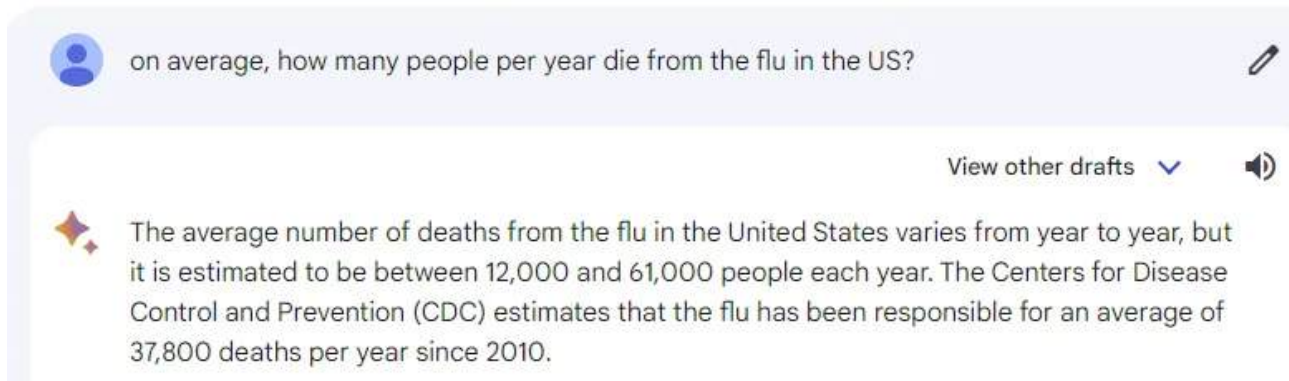 on average, how many people per year die from the flu in the US?
View other drafts
The average number of deaths from the flu in the United States varies from year to year, but
it is estimated to be between 12,000 and 61,000 people each year. The Centers for Disease
Control and Prevention (CDC) estimates that the flu has been responsible for an average of
37,800 deaths per year since 2010.